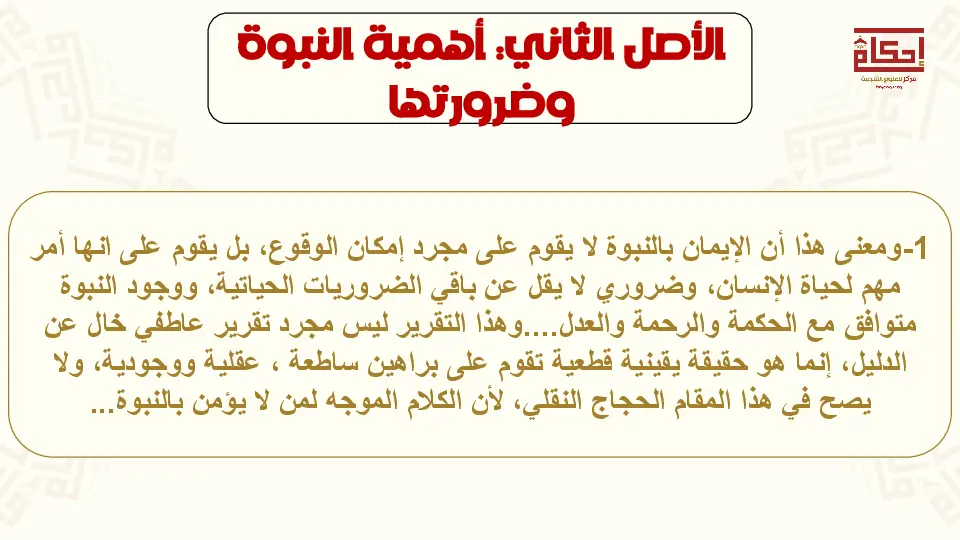 الأصل الثاني: أهمية النبوة
وضرورتها
إحكام
مركز للعلوم الشرعية
1-ومعنى هذا أن الإيمان بالنبوة لا يقوم على مجرد إمكان الوقوع، بل يقوم على انها أمر
مهم لحياة الإنسان، وضروري لا يقل عن باقي الضروريات الحياتية، ووجود النبوة
متوافق مع الحكمة والرحمة والعدل....وهذا التقرير ليس مجرد تقرير عاطفي خال عن
الدليل، إنما هو حقيقة يقينية قطعية تقوم على براهين ساطعة ، عقلية ووجودية، ولا
يصح في هذا المقام الحجاج النقلي، لأن الكلام الموجه لمن لا يؤمن بالنبوة...